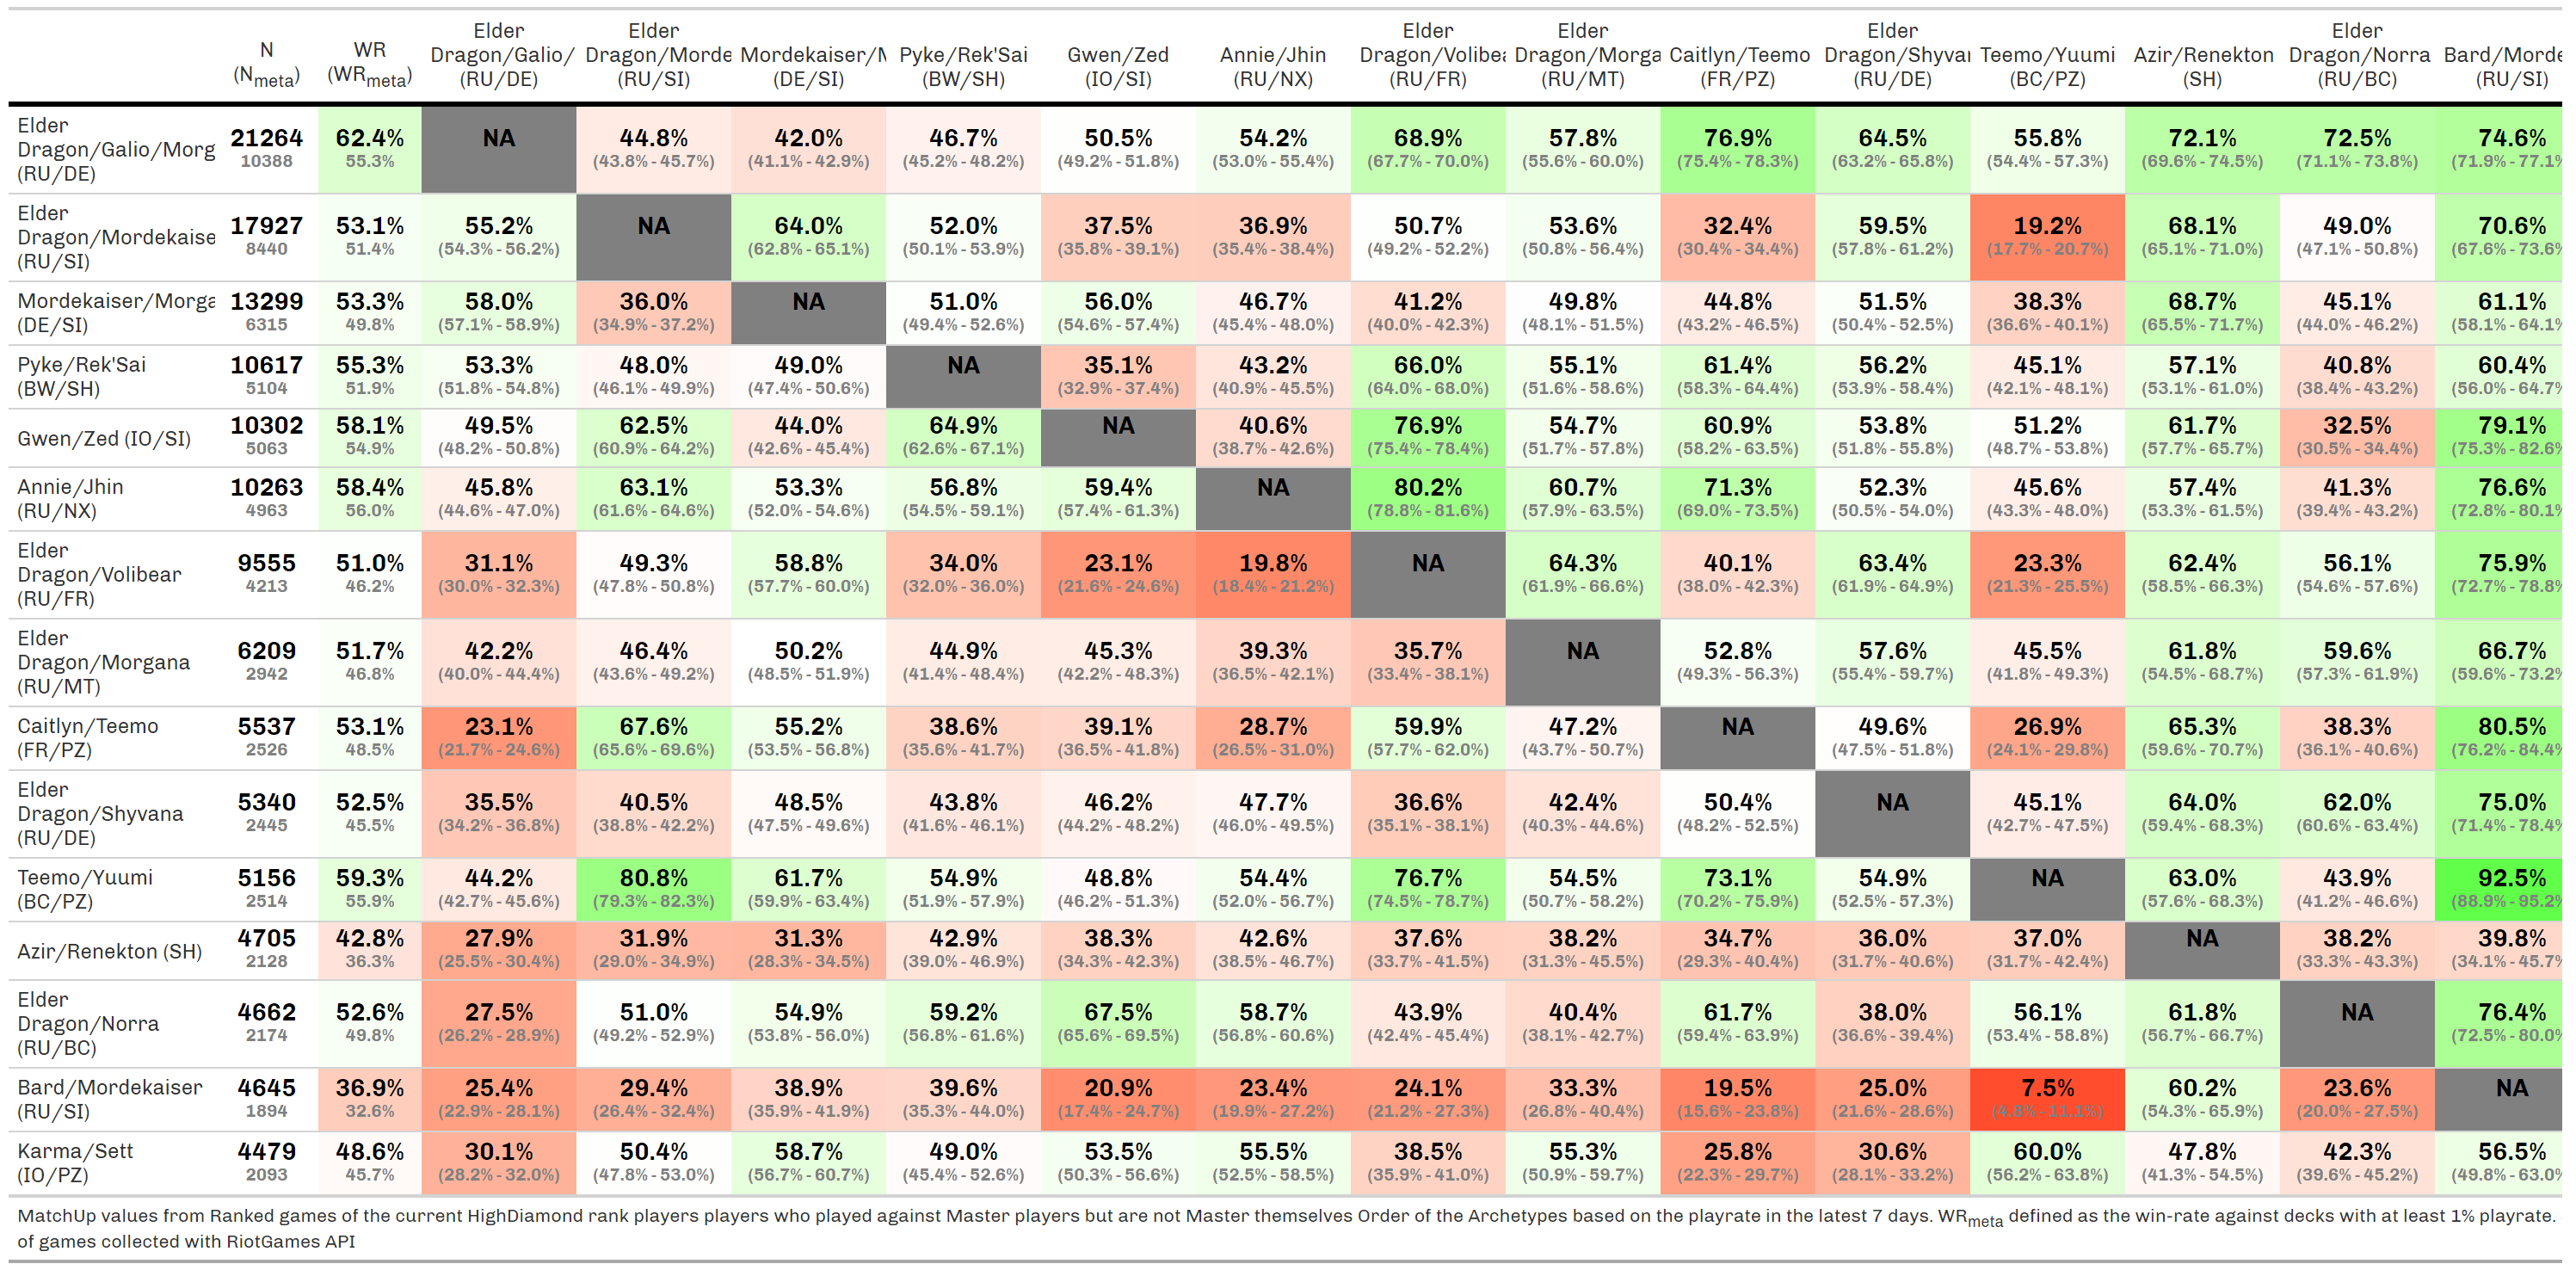 N (N_meta) WR (WR_meta) Elder Dragon/Galio/ (RU/DE) Elder Dragon/Morde (RU/SI) Mordekaiser/M (DE/SI) Pyke/Rek'Sai (BW/SH) Gwen/Zed (IO/SI) Annie/Jhin (RU/NX) Elder Dragon/Volibea (RU/FR) Elder Dragon/Morga (RU/MT) Caitlyn/Teemo (FR/PZ) Elder Dragon/Shyvar (RU/DE) Teemo/Yuumi (BC/PZ) Azir/Renekton (SH) Elder Dragon/Norra (RU/BC) Bard/Morde (RU/SI)
Elder Dragon/Galio/Morg (RU/DE) 21264 62.4% NA 44.8% 42.0% 46.7% 50.5% 54.2% 68.9% 57.8% 76.9% 64.5% 55.8% 72.1% 72.5% 74.6%
10388 55.3% (43.8% - 45.7%) (41.1% - 42.9%) (45.2% - 48.2%) (49.2% - 51.8%) (53.0% - 55.4%) (67.7% - 70.0%) (55.6% - 60.0%) (75.4% - 78.3%) (63.2% - 65.8%) (54.4% - 57.3%) (69.6% - 74.5%) (71.1% - 73.8%) (71.9% - 77.1%
Elder Dragon/Mordekaise (RU/SI) 17927 53.1% 55.2% NA 64.0% 52.0% 37.5% 36.9% 50.7% 53.6% 32.4% 59.5% 19.2% 68.1% 49.0% 70.6%
8440 51.4% (54.3% - 56.2%) (62.8% - 65.1%) (50.1% - 53.9%) (35.8% - 39.1%) (35.4% - 38.4%) (49.2% - 52.2%) (50.8% - 56.4%) (30.4% - 34.4%) (57.8% - 61.2%) (17.7% - 20.7%) (65.1% - 71.0%) (47.1% - 50.8%) (67.6% - 73.6%
Mordekaiser/Morga (DE/SI) 13299 53.3% 58.0% 36.0% NA 51.0% 56.0% 46.7% 41.2% 49.8% 44.8% 51.5% 38.3% 68.7% 45.1% 61.1%
6315 49.8% (57.1% - 58.9%) (34.9% - 37.2%) (49.4% - 52.6%) (54.6% - 57.4%) (45.4% - 48.0%) (40.0% - 42.3%) (48.1% - 51.5%) (43.2% - 46.5%) (50.4% - 52.5%) (36.6% - 40.1%) (65.5% - 71.7%) (44.0% - 46.2%) (58.1% - 64.1%
Pyke/Rek'Sai (BW/SH) 10617 55.3% 53.3% 48.0% 49.0% NA 35.1% 43.2% 66.0% 55.1% 61.4% 56.2% 45.1% 57.1% 40.8% 60.4%
5104 51.9% (51.8% - 54.8%) (46.1% - 49.9%) (47.4% - 50.6%) (32.9% - 37.4%) (40.9% - 45.5%) (64.0% - 68.0%) (51.6% - 58.6%) (58.3% - 64.4%) (53.9% - 58.4%) (42.1% - 48.1%) (53.1% - 61.0%) (38.4% - 43.2%) (56.0% - 64.7%
Gwen/Zed (IO/SI) 10302 58.1% 49.5% 62.5% 44.0% 64.9% NA 40.6% 76.9% 54.7% 60.9% 53.8% 51.2% 61.7% 32.5% 79.1%
5063 54.9% (48.2% - 50.8%) (60.9% - 64.2%) (42.6% - 45.4%) (62.6% - 67.1%) (38.7% - 42.6%) (75.4% - 78.4%) (51.7% - 57.8%) (58.2% - 63.5%) (51.8% - 55.8%) (48.7% - 53.8%) (57.7% - 65.7%) (30.5% - 34.4%) (75.3% - 82.6%
Annie/Jhin (RU/NX) 10263 58.4% 45.8% 63.1% 53.3% 56.8% 59.4% NA 80.2% 60.7% 71.3% 52.3% 45.6% 57.4% 41.3% 76.6%
4963 56.0% (44.6% - 47.0%) (61.6% - 64.6%) (52.0% - 54.6%) (54.5% - 59.1%) (57.4% - 61.3%) (78.8% - 81.6%) (57.9% - 63.5%) (69.0% - 73.5%) (50.5% - 54.0%) (43.3% - 48.0%) (53.3% - 61.5%) (39.4% - 43.2%) (72.8% - 80.1%
Elder Dragon/Volibear (RU/FR) 9555 51.0% 31.1% 49.3% 58.8% 34.0% 23.1% 19.8% NA 64.3% 40.1% 63.4% 23.3% 62.4% 56.1% 75.9%
4213 46.2% (30.0% - 32.3%) (47.8% - 50.8%) (57.7% - 60.0%) (32.0% - 36.0%) (21.6% - 24.6%) (18.4% - 21.2%) (61.9% - 66.6%) (38.0% - 42.3%) (61.9% - 64.9%) (21.3% - 25.5%) (58.5% - 66.3%) (54.6% - 57.6%) (72.7% - 78.8%
Elder Dragon/Morgana (RU/MT) 6209 51.7% 42.2% 46.4% 50.2% 44.9% 45.3% 39.3% 35.7% NA 52.8% 57.6% 45.5% 61.8% 59.6% 66.7%
2942 46.8% (40.0% - 44.4%) (43.6% - 49.2%) (48.5% - 51.9%) (41.4% - 48.4%) (42.2% - 48.3%) (36.5% - 42.1%) (33.4% - 38.1%) (49.3% - 56.3%) (55.4% - 59.7%) (41.8% - 49.3%) (54.5% - 68.7%) (57.3% - 61.9%) (59.6% - 73.2%
Caitlyn/Teemo (FR/PZ) 5537 53.1% 23.1% 67.6% 55.2% 38.6% 39.1% 28.7% 59.9% 47.2% NA 49.6% 26.9% 65.3% 38.3% 80.5%
2526 48.5% (21.7% - 24.6%) (65.6% - 69.6%) (53.5% - 56.8%) (35.6% - 41.7%) (36.5% - 41.8%) (26.5% - 31.0%) (57.7% - 62.0%) (43.7% - 50.7%) (47.5% - 51.8%) (24.1% - 29.8%) (59.6% - 70.7%) (36.1% - 40.6%) (76.2% - 84.4%
Elder Dragon/Shyvana (RU/DE) 5340 52.5% 35.5% 40.5% 48.5% 43.8% 46.2% 47.7% 36.6% 42.4% 50.4% NA 45.1% 64.0% 62.0% 75.0%
2445 45.5% (34.2% - 36.8%) (38.8% - 42.2%) (47.5% - 49.6%) (41.6% - 46.1%) (44.2% - 48.2%) (46.0% - 49.5%) (35.1% - 38.1%) (40.3% - 44.6%) (48.2% - 52.5%) (42.7% - 47.5%) (59.4% - 68.3%) (60.6% - 63.4%) (71.4% - 78.4%
Teemo/Yuumi (BC/PZ) 5156 59.3% 44.2% 80.8% 61.7% 54.9% 48.8% 54.4% 76.7% 54.5% 73.1% 54.9% NA 63.0% 43.9% 92.5%
2514 55.9% (42.7% - 45.6%) (79.3% - 82.3%) (59.9% - 63.4%) (51.9% - 57.9%) (46.2% - 51.3%) (52.0% - 56.7%) (74.5% - 78.7%) (50.7% - 58.2%) (70.2% - 75.9%) (52.5% - 57.3%) (57.6% - 68.3%) (41.2% - 46.6%) (88.9% - 95.2%
Azir/Renekton (SH) 4705 42.8% 27.9% 31.9% 31.3% 42.9% 38.3% 42.6% 37.6% 38.2% 34.7% 36.0% 37.0% NA 38.2% 39.8%
2128 36.3% (25.5% - 30.4%) (29.0% - 34.9%) (28.3% - 34.5%) (39.0% - 46.9%) (34.3% - 42.3%) (38.5% - 46.7%) (33.7% - 41.5%) (31.3% - 45.5%) (29.3% - 40.4%) (31.7% - 40.6%) (31.7% - 42.4%) (33.3% - 43.3%) (34.1% - 45.7%
Elder Dragon/Norra (RU/BC) 4662 52.6% 27.5% 51.0% 54.9% 59.2% 67.5% 58.7% 43.9% 40.4% 61.7% 38.0% 56.1% 61.8% NA 76.4%
2174 49.8% (26.2% - 28.9%) (49.2% - 52.9%) (53.8% - 56.0%) (56.8% - 61.6%) (65.6% - 69.5%) (56.8% - 60.6%) (42.4% - 45.4%) (38.1% - 42.7%) (59.4% - 63.9%) (36.6% - 39.4%) (53.4% - 58.8%) (56.7% - 66.7%) (72.5% - 80.0%
Bard/Mordekaiser (RU/SI) 4645 36.9% 25.4% 29.4% 38.9% 39.6% 20.9% 23.4% 24.1% 33.3% 19.5% 25.0% 7.5% 60.2% 23.6% NA
1894 32.6% (22.9% - 28.1%) (26.4% - 32.4%) (35.9% - 41.9%) (35.3% - 44.0%) (17.4% - 24.7%) (19.9% - 27.2%) (21.2% - 27.3%) (26.8% - 40.4%) (15.6% - 23.8%) (21.6% - 28.6%) (4.8% - 11.1%) (54.3% - 65.9%) (20.0% - 27.5%)
Karma/Sett (IO/PZ) 4479 48.6% 30.1% 50.4% 58.7% 49.0% 53.5% 55.5% 38.5% 55.3% 25.8% 30.6% 60.0% 47.8% 42.3% 56.5%
2093 45.7% (28.2% - 32.0%) (47.8% - 53.0%) (56.7% - 60.7%) (45.4% - 52.6%) (50.3% - 56.6%) (52.5% - 58.5%) (35.9% - 41.0%) (50.9% - 59.7%) (22.3% - 29.7%) (28.1% - 33.2%) (56.2% - 63.8%) (41.3% - 54.5%) (39.6% - 45.2%) (49.8% - 63.0%
MatchUp values from Ranked games of the current HighDiamond rank players players who played against Master players but are not Master themselves Order of the Archetypes based on the playrate in the latest 7 days. WR_meta defined as the win-rate against decks with at least 1% playrate.
of games collected with RiotGames API